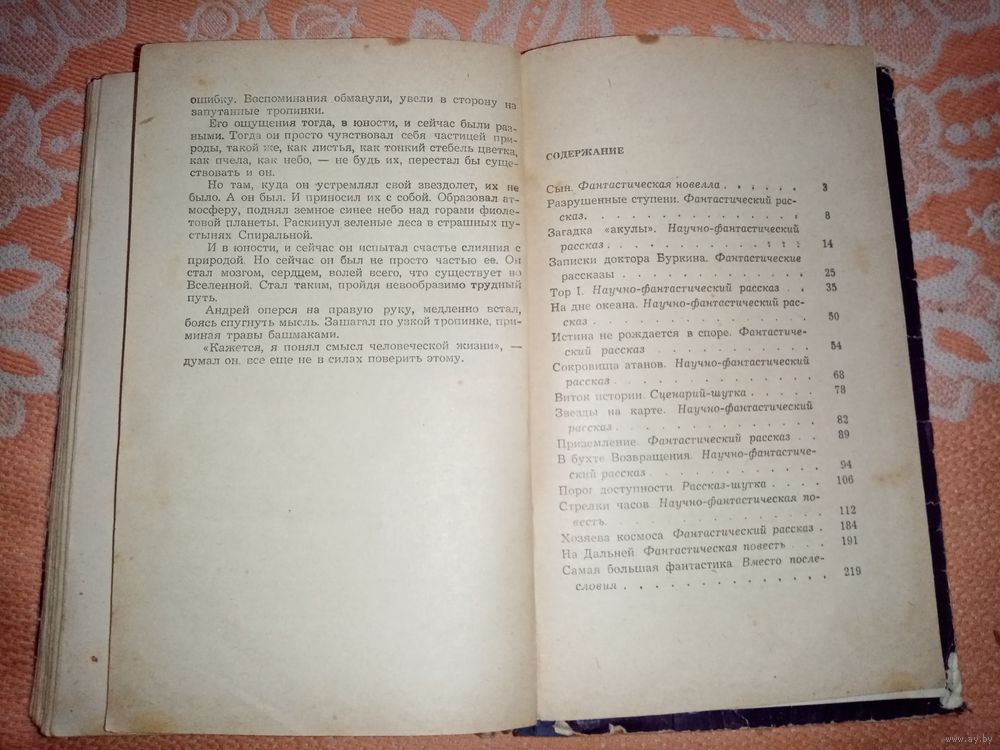 ошибку. Воспоминания обманули, увели в сторону на
запутанные тропинки.
Его ощущения тогда, в юности, и сейчас были раз-
ными. Тогда он просто чувствовал себя частицей при-
роды, такой же, как листья, как тонкий стебель цветка,
как пчела, как небо, — не будь их, перестал бы суще-
ствовать и он.
Но там, куда он устремлял свой звездолет, их не
было. А он был. И приносил их с собой. Образовал ат-
мосферу, поднял земное синее небо над горами фиоле-
товой планеты. Раскинул зеленые леса в страшных пу-
стынях Спиральной.
И в юности, и сейчас он испытал счастье слияния с
природой. Но сейчас он был не просто частью ее. Он
стал мозгом, сердцем, волей всего, что существует во
Вселенной. Стал таким, пройдя невообразимо трудный
путь.
Андрей оперся на правую руку, медленно встал,
боясь спугнуть мысль. Зашагал по узкой тропинке, при-
миная травы башмаками.
«Кажется, я понял смысл человеческой жизни», —
думал он, все еще не в силах поверить этому.
СОДЕРЖАНИЕ
Сын. Фантастическая новелла . . . . . . 3
Разрушенные ступени. Фантастический рас-
сказ. . . . . . . . . . . . 8
Загадка «акулы». Научно-фантастический
рассказ . . . . . . . . . . 14
Записки доктора Буркина. Фантастические
рассказы . . . . . . . . . . 25
Тор I. Научно-фантастический рассказ . . 35
На дне океана. Научно-фантастический рас-
сказ . . . . . . . . . . . 50
Истина не рождается в споре. Фантастиче-
ский рассказ . . . . . . . . . 54
Сокровища атанов. Научно-фантастический
рассказ . . . . . . . . . . 68
Виток истории. Сценарий-шутка . . . . . 78
Звезды на карте. Научно-фантастический
рассказ . . . . . . . . . . 82
Приземление. Фантастический рассказ . . 89
В бухте Возвращения. Научно-фантастиче-
ский рассказ . . . . . . . . . 94
Порог доступности. Рассказ-шутка . . . . 106
Стрелки часов. Научно-фантастическая по-
весть. . . . . . . . . . . . 112
Хозяева космоса Фантастический рассказ . 184
На Дальней. Фантастическая повесть . . . 191
Самая большая фантастика Вместо после-
словия . . . . . . . . . . . 219
www.ay.by